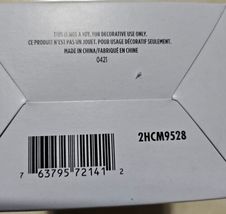 THIS IS NOT A TOY. FOR DECORATIVE USE ONLY.
CE PRODUIT N'EST PAS UN JOUET. POUR USAGE DÉCORATIF SEULEMENT.
MADE IN CHINA/FABRIQUÉ EN CHINE
0421
2HCM9528
7 63795 72141 2